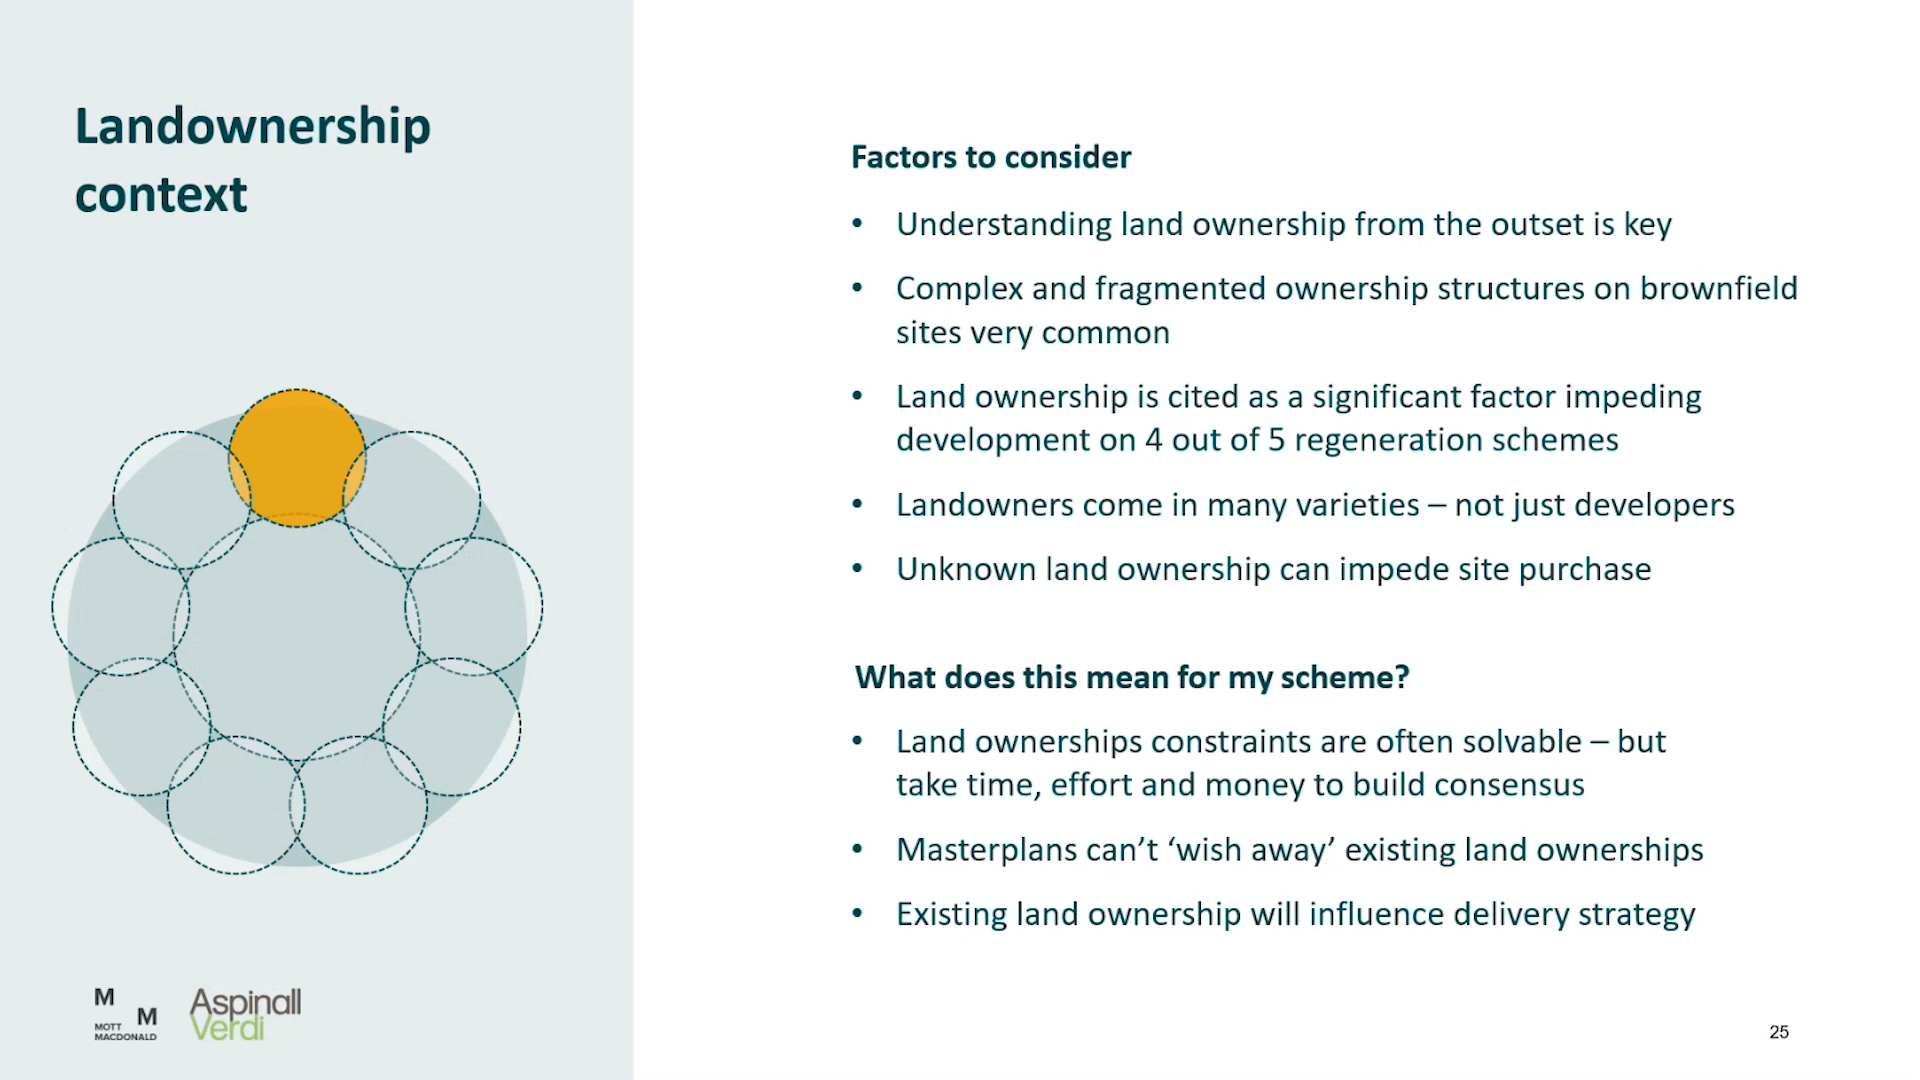 Landownership
context
Factors to consider
• Understanding land ownership from the outset is key
• Complex and fragmented ownership structures on brownfield
sites very common
• Land ownership is cited as a significant factor impeding
development on 4 out of 5 regeneration schemes
• Landowners come in many varieties – not just developers
• Unknown land ownership can impede site purchase
What does this mean for my scheme?
• Land ownerships constraints are often solvable – but
take time, effort and money to build consensus
• Masterplans can’t ‘wish away’ existing land ownerships
• Existing land ownership will influence delivery strategy
M
M
MOTT
MACDONALD
Aspinall
Verdi
25